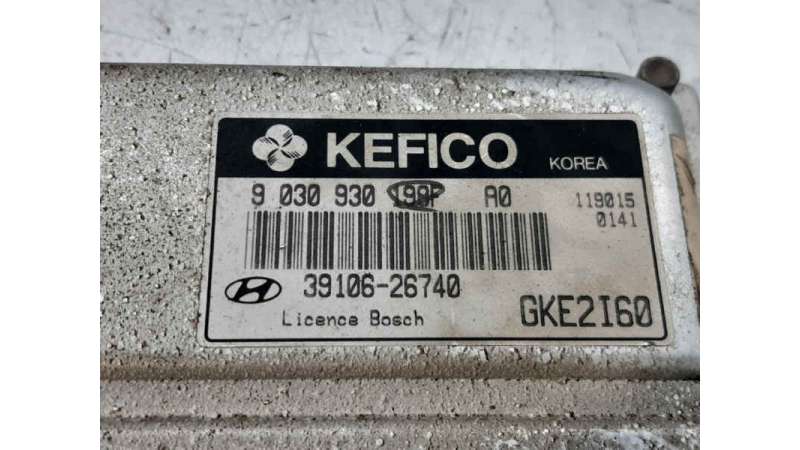 KEFICO KOREA
9 030 930 A0 119015
0141
39106-26740
Licence Bosch GKE2I60